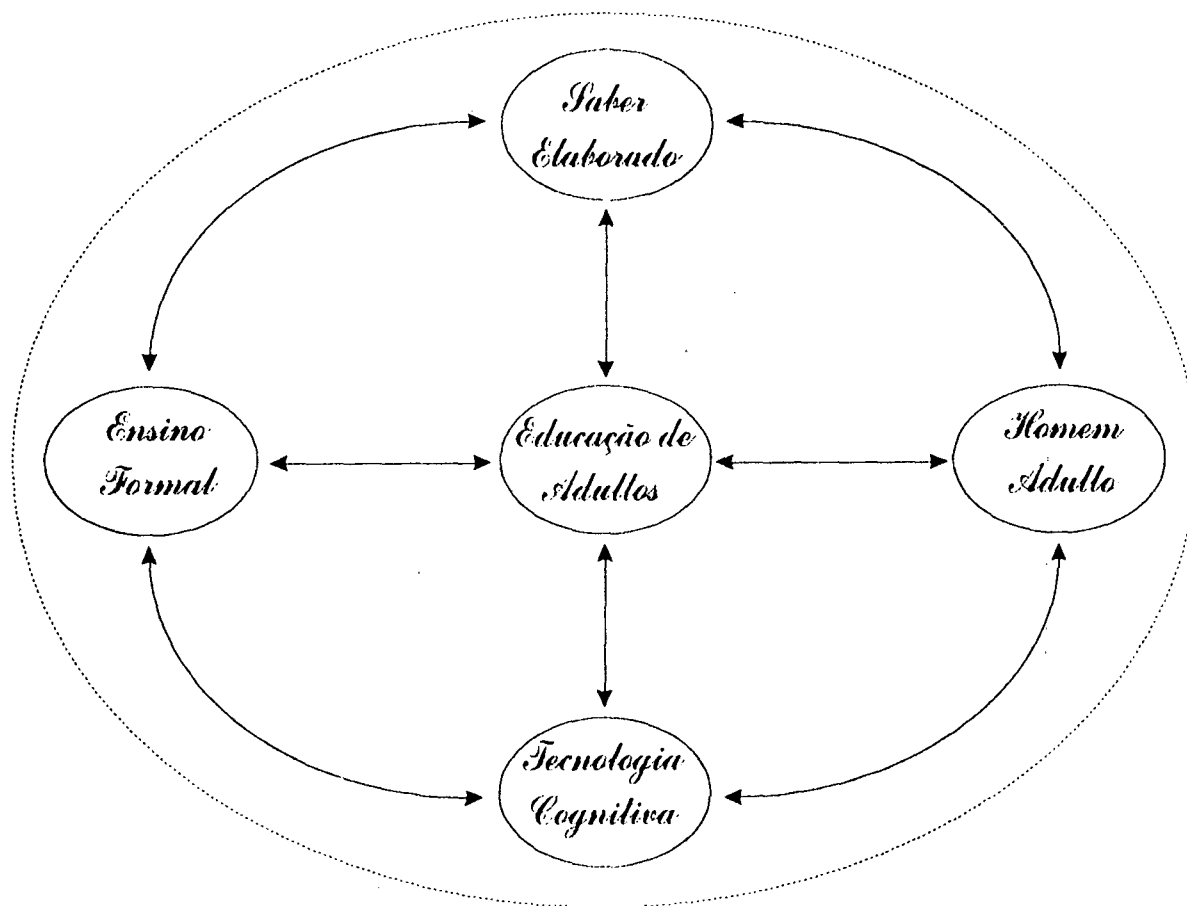 Saber
Elaborado
Ensino
Formal
Educação de
Adultos
Homem
Adulto
Tecnologia
Cognitiva